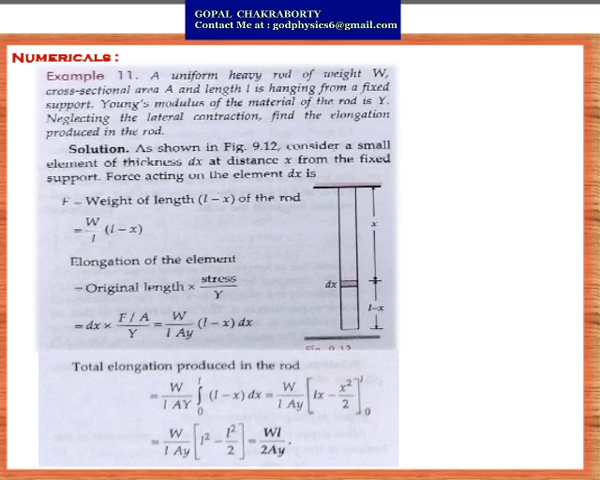 GOPAL CHAKRABORTY
Contact Me at : godphysics6@gmail.com
NUMERICALS :
Example 11. A uniform heavy rod of weight W,
cross-sectional area A and length l is hanging from a fixed
support. Young's modulus of the material of the rod is Y.
Neglecting the lateral contraction, find the elongation
produced in the rod.
Solution. As shown in Fig. 9.12, consider a small
element of thickness dx at distance x from the fixed
support. Force acting on the element dx is
F = Weight of length (l – x) of the rod
= W/l (l – x)
Elongation of the element
= Original length × stress/Y
= dx × F / A / Y = W / l Ay (l – x) dx
x
dx
l–x
Fig. 9.12
Total elongation produced in the rod
= W / l AY ∫₀ˡ (l – x) dx = W / l Ay [lx – x²/2]₀ˡ
= W / l Ay [l² – l²/2] = Wl / 2Ay .